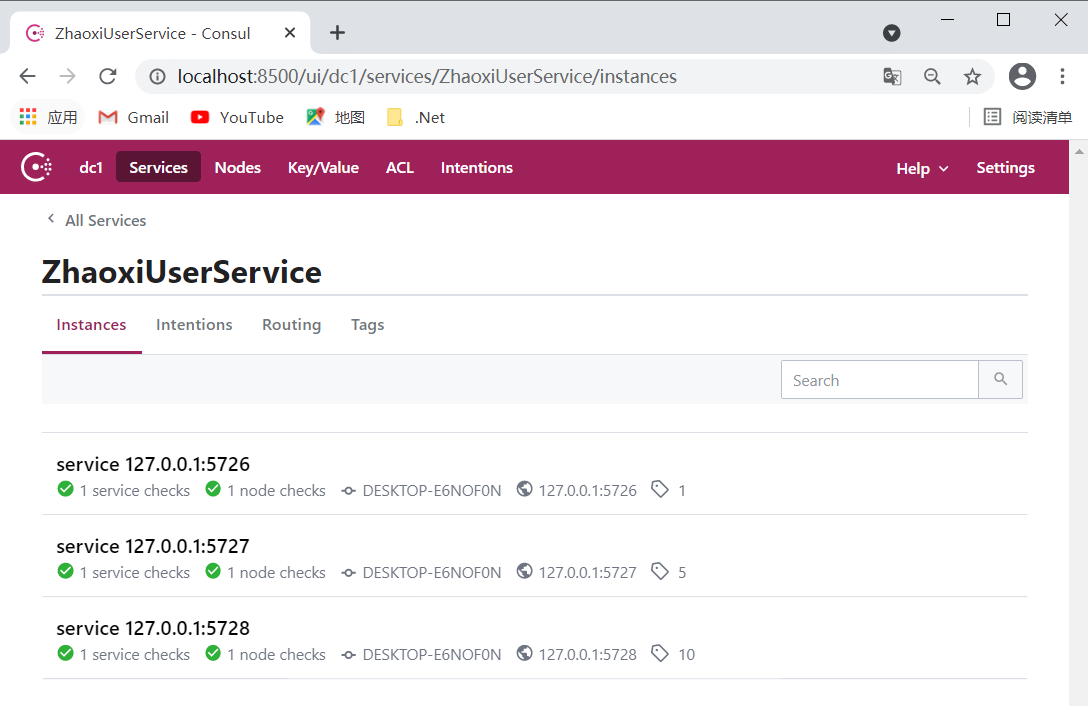 ZhaoxiUserService - Consul
localhost:8500/ui/dc1/services/ZhaoxiUserService/instances
应用 Gmail YouTube 地图 .Net 阅读清单
dc1 Services Nodes Key/Value ACL Intentions Help Settings
All Services
ZhaoxiUserService
Instances Intentions Routing Tags
Search
service 127.0.0.1:5726
1 service checks 1 node checks DESKTOP-E6NOF0N 127.0.0.1:5726 1
service 127.0.0.1:5727
1 service checks 1 node checks DESKTOP-E6NOF0N 127.0.0.1:5727 5
service 127.0.0.1:5728
1 service checks 1 node checks DESKTOP-E6NOF0N 127.0.0.1:5728 10